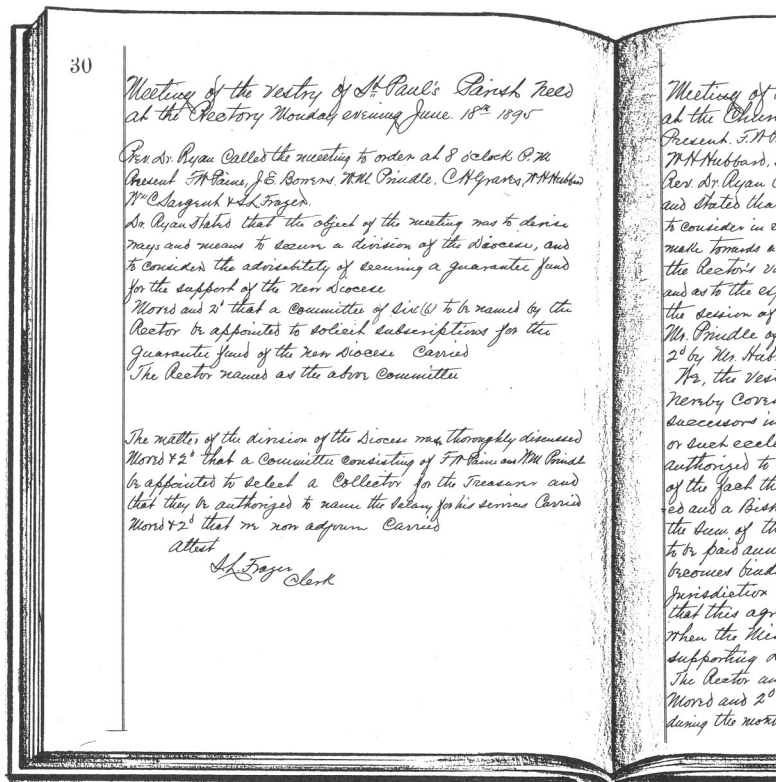 30
Meeting of the Vestry of St Paul's Parish held
at the Rectory Monday evening June. 18th 1895
Rev. Dr. Ryan Called the meeting to order at 8 oclock P.M
Present F W Paine, J. E. Bowers. W M. Prindle. C H Graves, W H Hubbard
Wm C Sargent & S L Frazer.
Dr. Ryan Stated that the object of the meeting was to devise
ways and means to secure a division of the Diocese, and
to consider the advisability of securing a guarantee fund
for the support of the new Diocese
Moved and 2d that a Committee of Six (6) to be named by the
Rector be appointed to solicit subscriptions for the
guarantee fund of the new Diocese Carried
The Rector named as the above Committee
The matter of the division of the Diocese was thoroughly discussed
Moved & 2d that a Committee consisting of F W Paine and W M Prindle
be appointed to select a Collector for the Treasurer and
that they be authorized to name the Salary for his services Carried
Moved & 2d that we now adjourn Carried
Attest
S L. Frazer
Clerk
Meeting of
at the
Present. F. W
W H Hubbard,
Rev. Dr. Ryan
and stated tha
to consider in
make towards
the Rector's
and as to the
the session of
Mr. Prindle
2d by Mr. Hub
We, the Ves
hereby Coven
successors in
or such eccle
authorized to
of the fact th
ed and a Bish
the Sum of
to be paid ann
becomes bind
Jurisdiction
that this agr
when the
supporting
The Rector an
Moved and 2d
during the mon